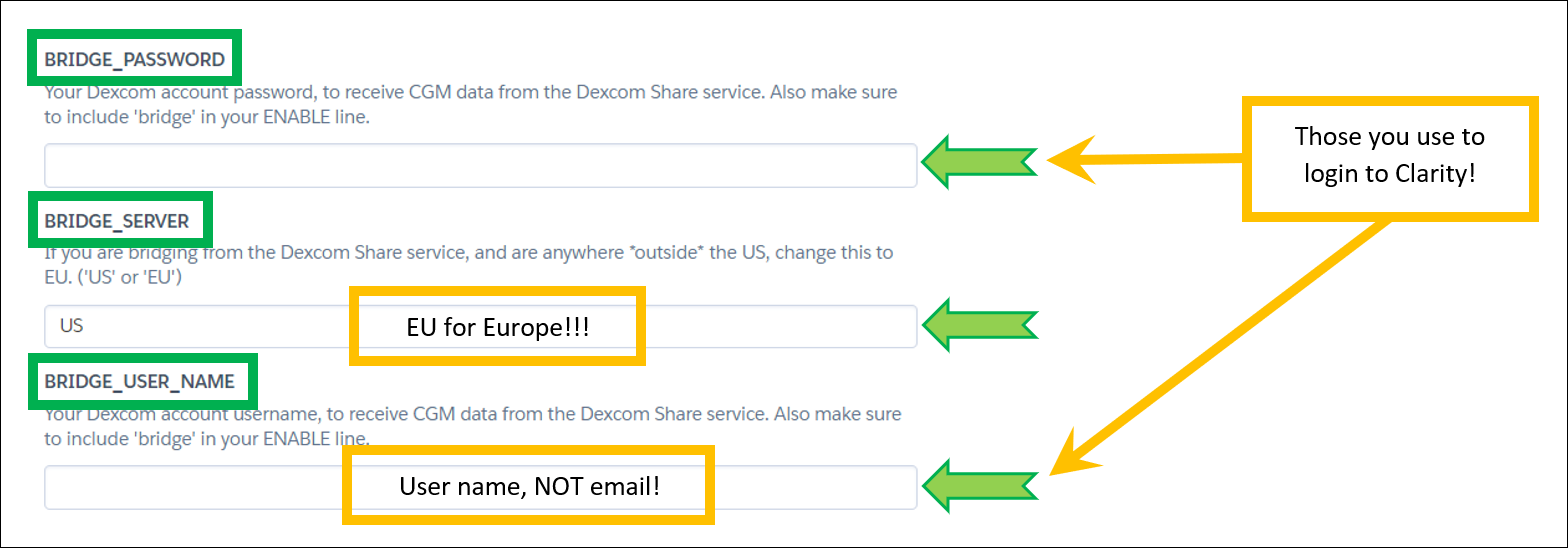 BRIDGE_PASSWORD
Your Dexcom account password, to receive CGM data from the Dexcom Share service. Also make sure
to include 'bridge' in your ENABLE line.
Those you use to
login to Clarity!
BRIDGE_SERVER
If you are bridging from the Dexcom Share service, and are anywhere *outside* the US, change this to
EU. ('US' or 'EU')
US
EU for Europe!!!
BRIDGE_USER_NAME
Your Dexcom account username, to receive CGM data from the Dexcom Share service. Also make sure
to include 'bridge' in your ENABLE line.
User name, NOT email!